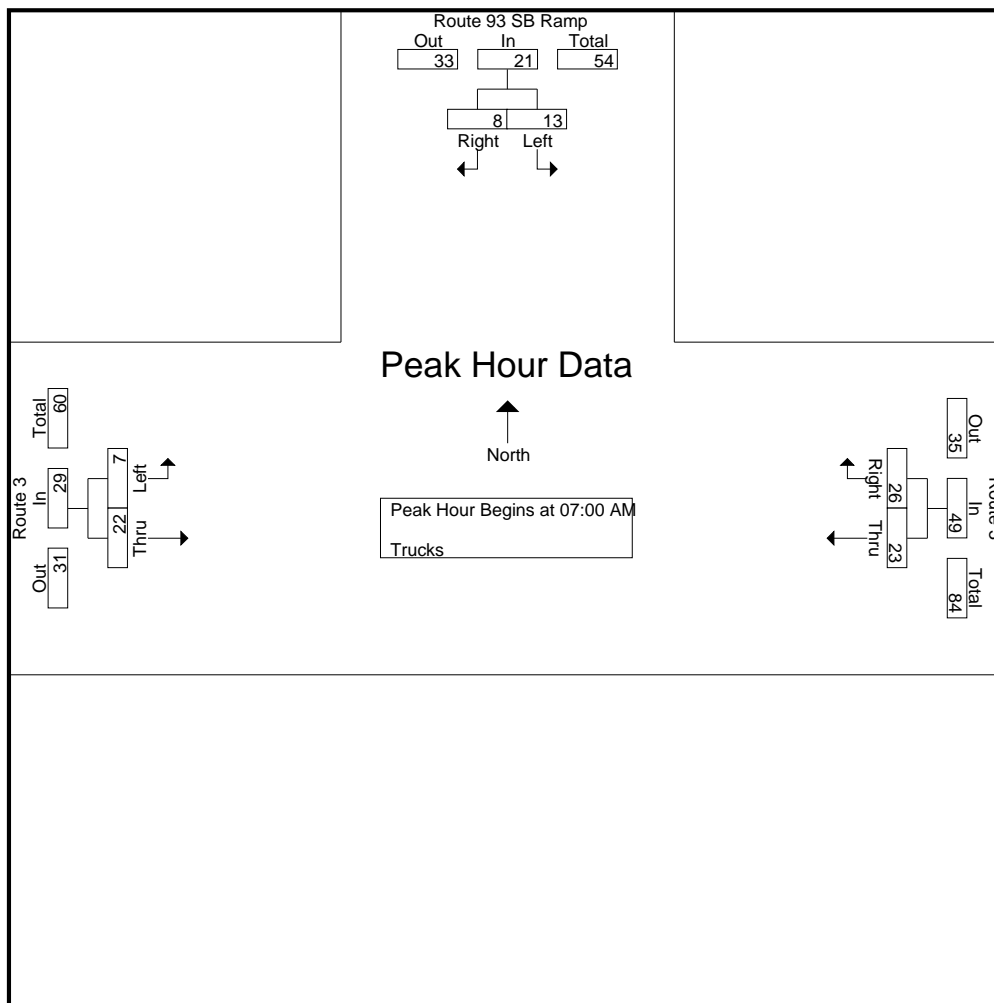 Route 93 SB Ramp
Out In Total
33 21 54
8 13
Right Left
Peak Hour Data
North
Peak Hour Begins at 07:00 AM
Trucks
Route 3
Total In Out
60 29 31
7 22
Left Thru
Out In Total
35 49 84
26 23
Right Thru